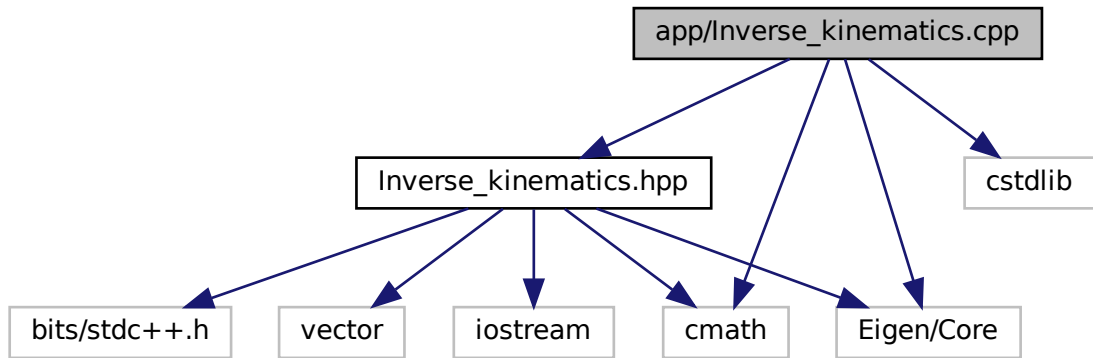 app/Inverse_kinematics.cpp
Inverse_kinematics.hpp
cstdlib
bits/stdc++.h
vector
iostream
cmath
Eigen/Core